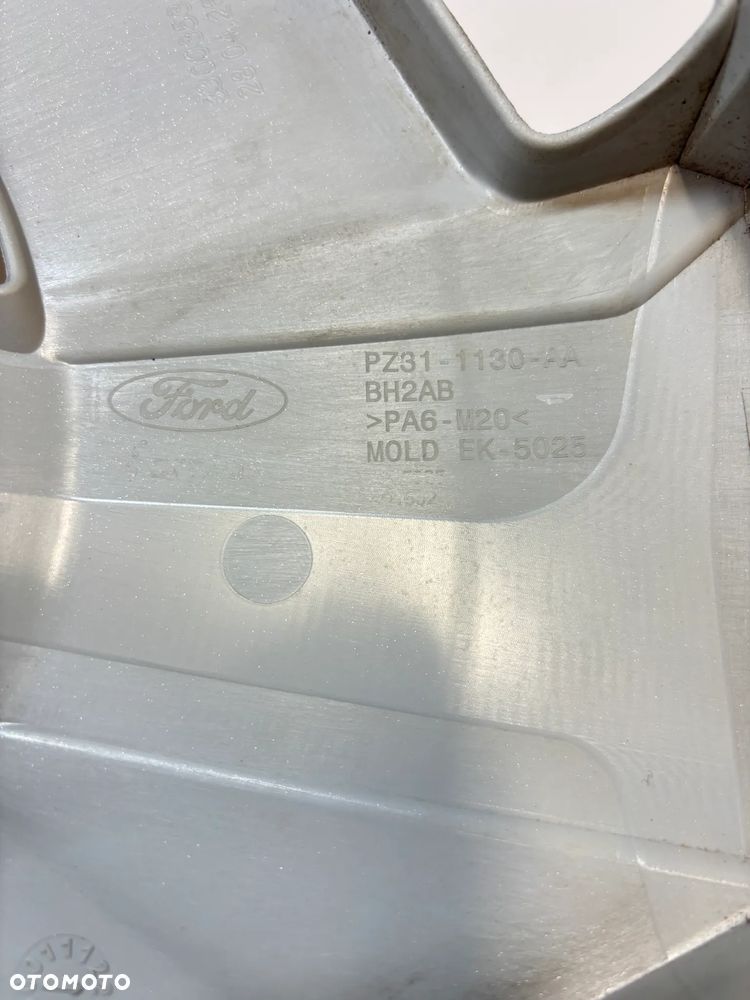 Ford
PZ31-1130-AA
BH2AB
>PA6-M20<
MOLD EK-5025
OTOMOTO